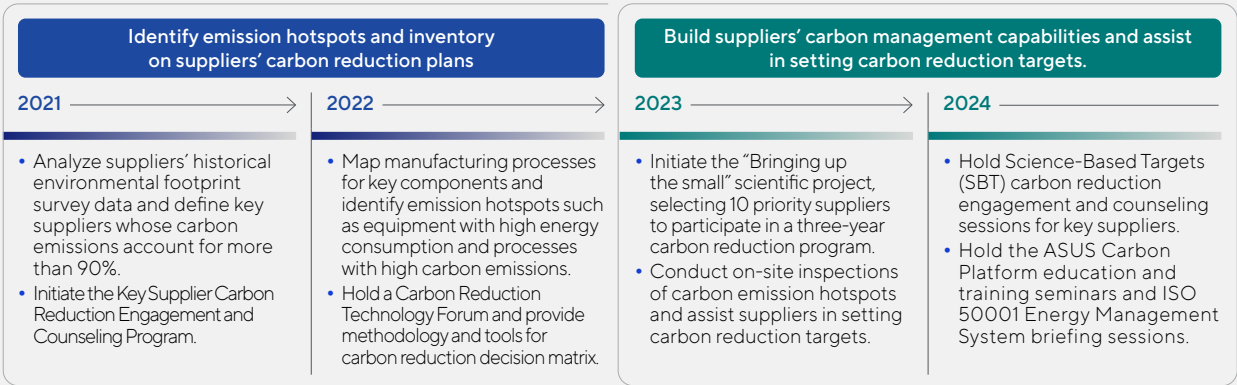 Identify emission hotspots and inventory
on suppliers’ carbon reduction plans
2021
• Analyze suppliers’ historical
environmental footprint
survey data and define key
suppliers whose carbon
emissions account for more
than 90%.
• Initiate the Key Supplier Carbon
Reduction Engagement and
Counseling Program.
2022
• Map manufacturing processes
for key components and
identify emission hotspots such
as equipment with high energy
consumption and processes
with high carbon emissions.
• Hold a Carbon Reduction
Technology Forum and provide
methodology and tools for
carbon reduction decision matrix.
Build suppliers’ carbon management capabilities and assist
in setting carbon reduction targets.
2023
• Initiate the “Bringing up
the small” scientific project,
selecting 10 priority suppliers
to participate in a three-year
carbon reduction program.
• Conduct on-site inspections
of carbon emission hotspots
and assist suppliers in setting
carbon reduction targets.
2024
• Hold Science-Based Targets
(SBT) carbon reduction
engagement and counseling
sessions for key suppliers.
• Hold the ASUS Carbon
Platform education and
training seminars and ISO
50001 Energy Management
System briefing sessions.